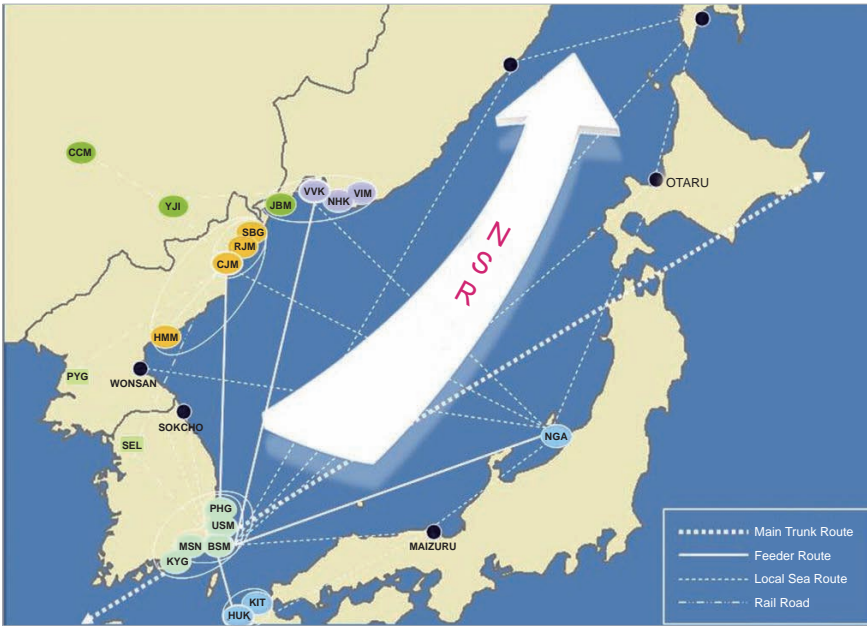 OTARU
CCM
VVK
VIM
NHK
YJI
JBM
SBG
RJM
CJM
NSR
HMM
PYG
WONSAN
SOKCHO
SEL
NGA
PHG
USM
MSN
BSM
KYG
MAIZURU
KIT
HUK
Main Trunk Route
Feeder Route
Local Sea Route
Rail Road